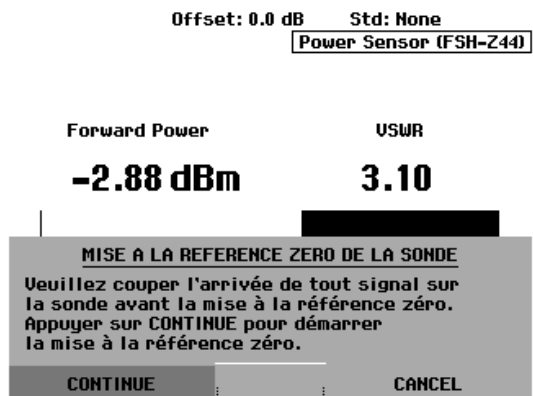 Offset: 0.0 dB Std: None
Power Sensor (FSH-Z44)
Forward Power VSWR
-2.88 dBm 3.10
MISE A LA REFERENCE ZERO DE LA SONDE
Veuillez couper l'arrivée de tout signal sur
la sonde avant la mise à la référence zéro.
Appuyer sur CONTINUE pour démarrer
la mise à la référence zéro.
CONTINUE CANCEL